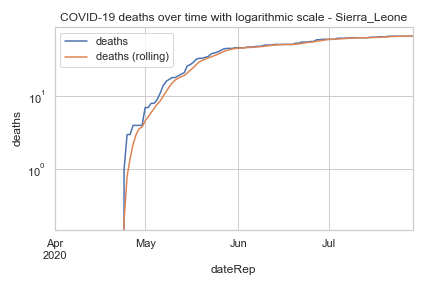 COVID-19 deaths over time with logarithmic scale - Sierra_Leone
deaths
deaths (rolling)
10¹
10⁰
deaths
Apr
2020
May
Jun
Jul
dateRep